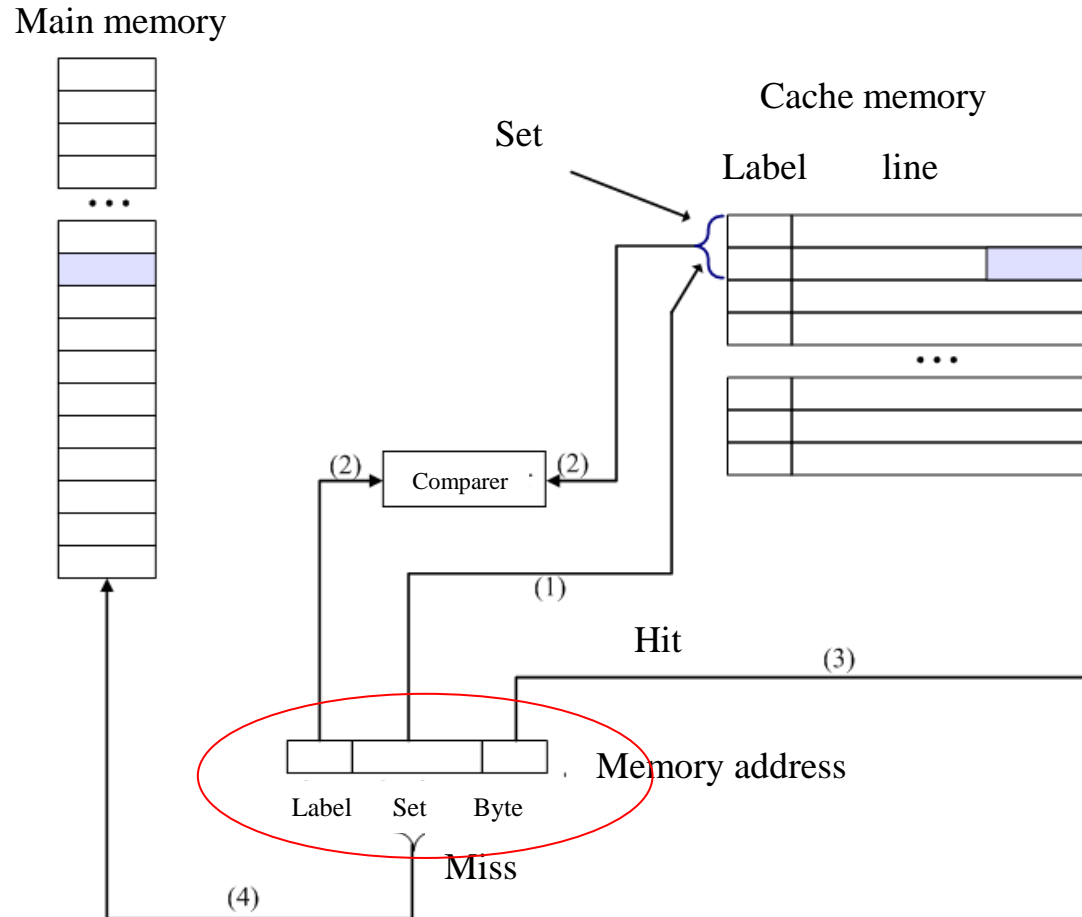 Main memory
Cache memory
Set
Label line
• • •
• • •
(2)
Comparer
(2)
(1)
Hit
(3)
Memory address
Label Set Byte
Miss
(4)